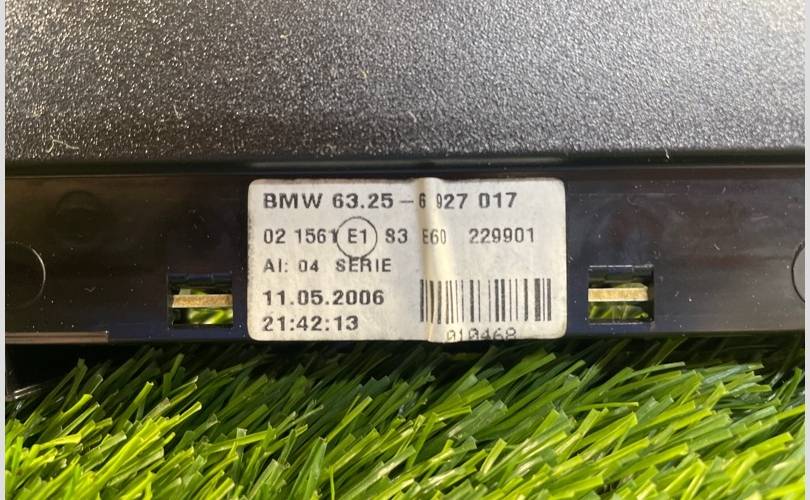 BMW 63.25-6 927 017
02 1561 E1 S3 E60 229901
AI: 04 SERIE
11.05.2006
21:42:13
010468